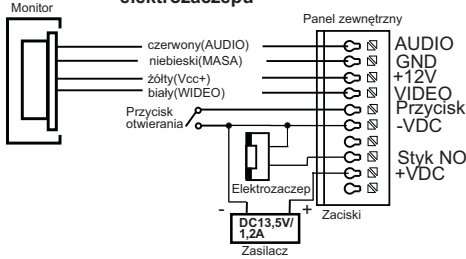 elektrozaczepu
Monitor
Panel zewnętrzny
czerwony(AUDIO)
niebieski(MASA)
żółty(Vcc+)
biały(WIDEO)
Przycisk
otwierania
AUDIO
GND
+12V
VIDEO
Przycisk
-VDC
Styk NO
+VDC
Elektrozaczep
- +
DC13,5V/
1,2A
Zasilacz
Zaciski